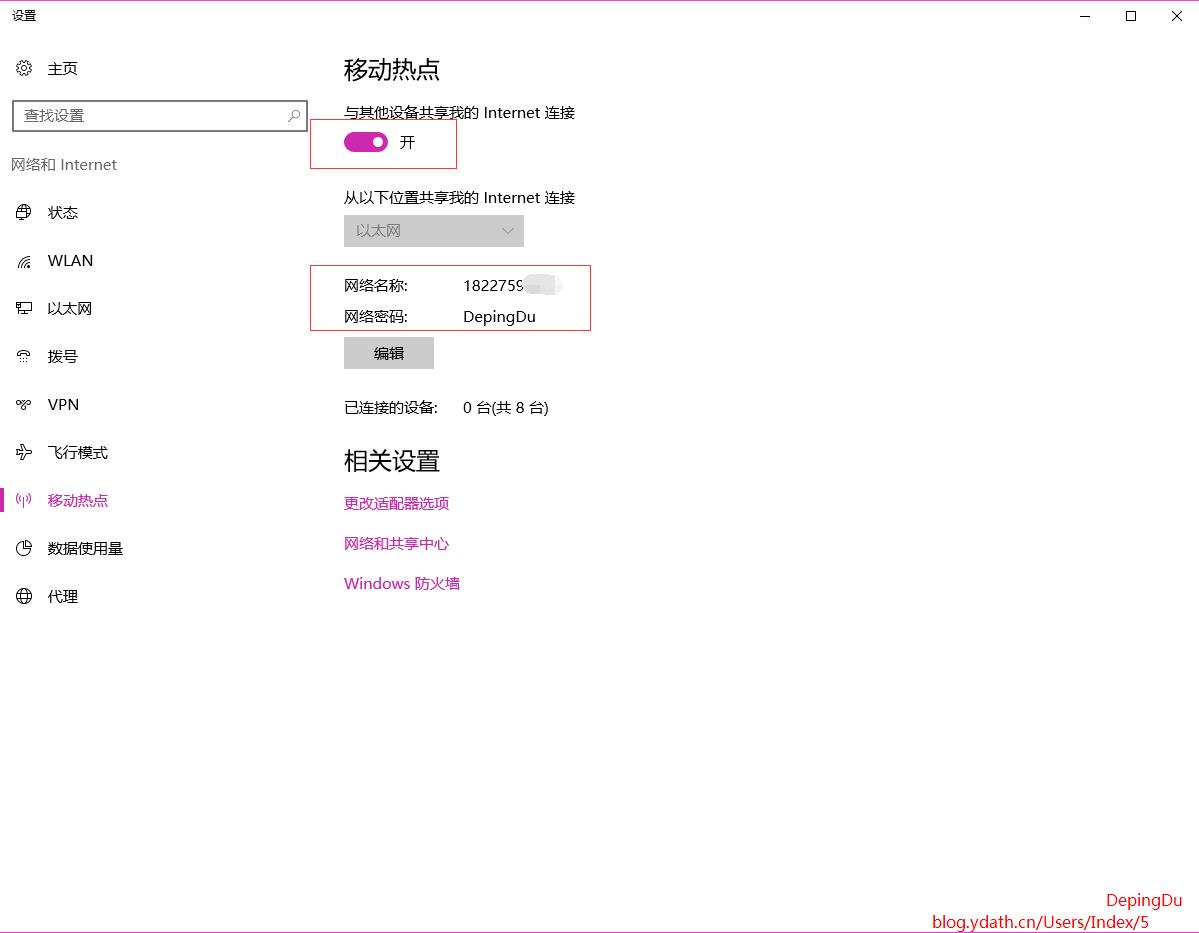 设置
主页
查找设置
网络和 Internet
状态
WLAN
以太网
拨号
VPN
飞行模式
移动热点
数据使用量
代理
移动热点
与其他设备共享我的 Internet 连接
开
从以下位置共享我的 Internet 连接
以太网
网络名称: 1822759
网络密码: DepingDu
编辑
已连接的设备: 0 台(共 8 台)
相关设置
更改适配器选项
网络和共享中心
Windows 防火墙
DepingDu
blog.ydath.cn/Users/Index/5